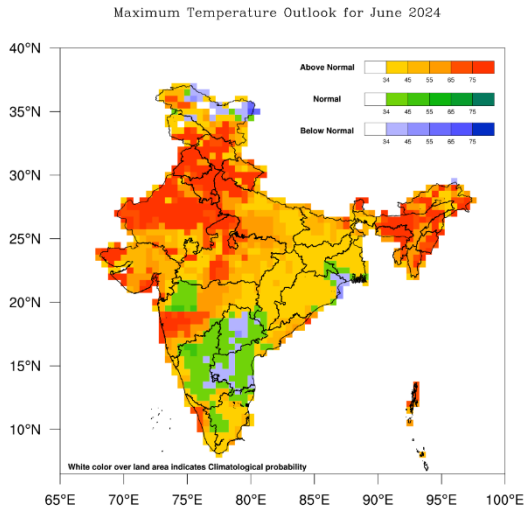 Maximum Temperature Outlook for June 2024
40°N
35°N
30°N
25°N
20°N
15°N
10°N
Above Normal
34 45 55 65 75
Normal
34 45 55 65 75
Below Normal
34 45 55 65 75
White color over land area indicates Climatological probability
65°E 70°E 75°E 80°E 85°E 90°E 95°E 100°E